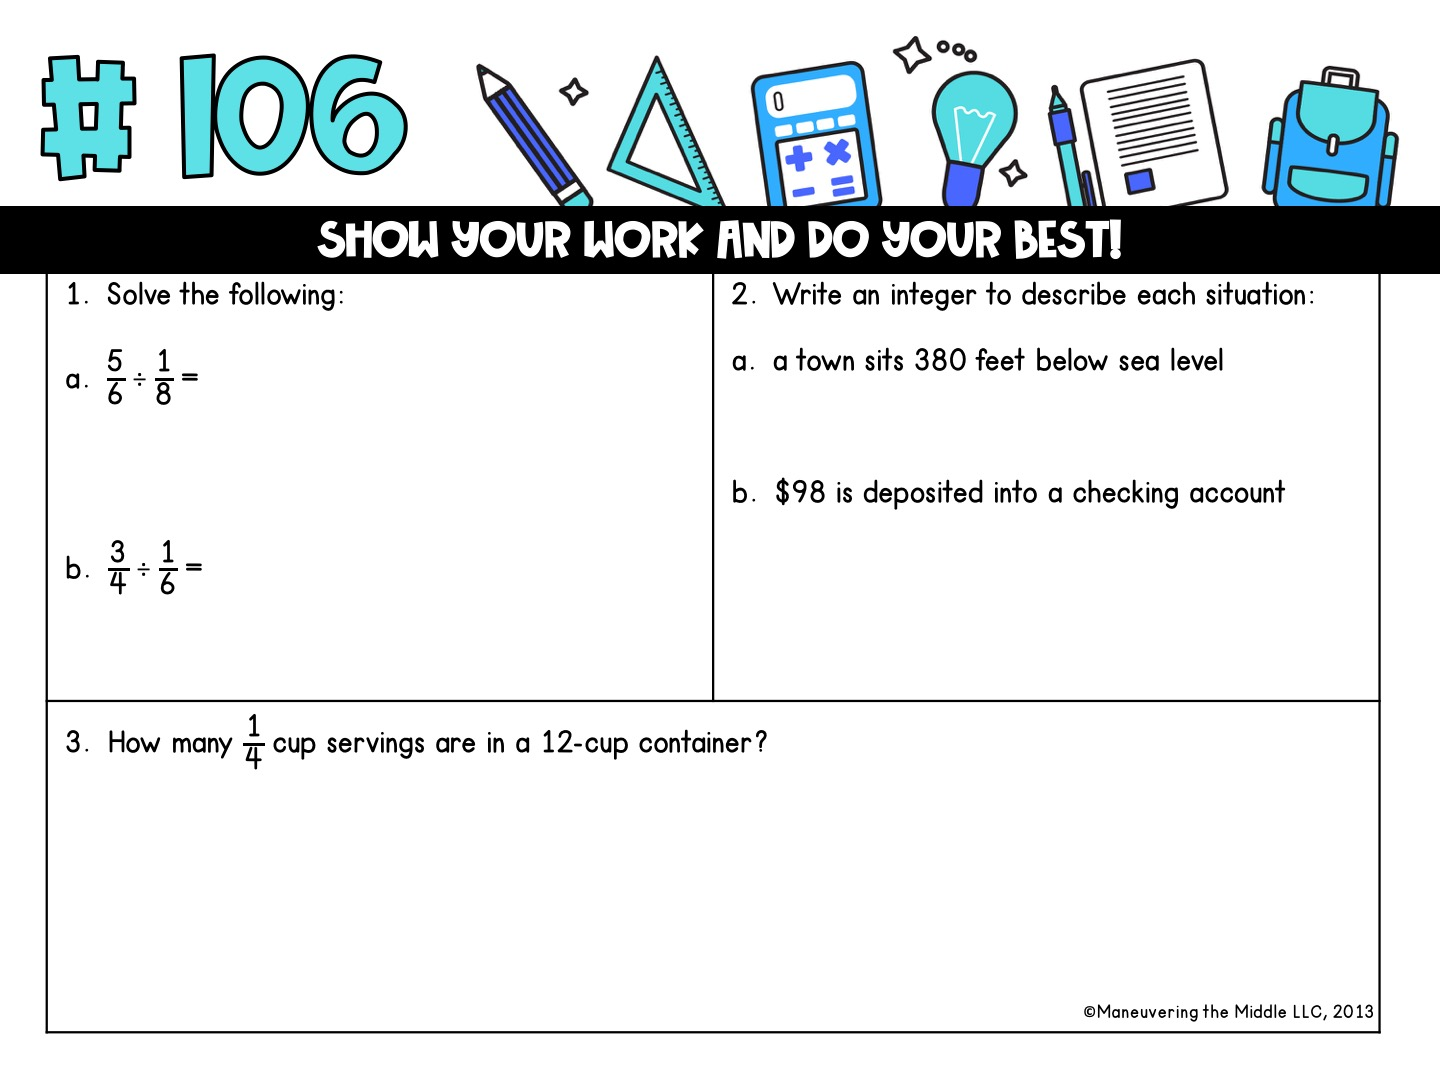 # 106
0
SHOW YOUR WORK AND DO YOUR BEST!
1. Solve the following:
a. 5/6 ÷ 1/8 =
b. 3/4 ÷ 1/6 =
2. Write an integer to describe each situation:
a. a town sits 380 feet below sea level
b. $98 is deposited into a checking account
3. How many 1/4 cup servings are in a 12-cup container?
©Maneuvering the Middle LLC, 2013